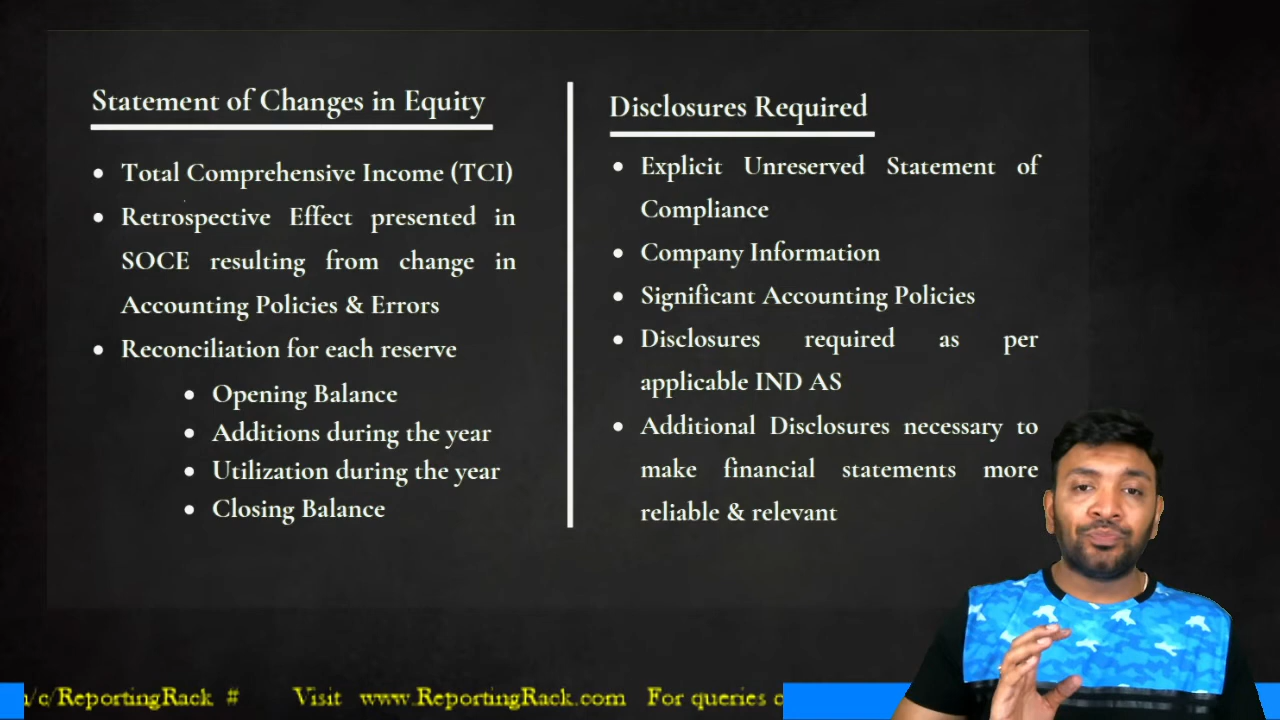 Statement of Changes in Equity
Total Comprehensive Income (TCI)
Retrospective Effect presented in
SOCE resulting from change in
Accounting Policies & Errors
Reconciliation for each reserve
Opening Balance
Additions during the year
Utilization during the year
Closing Balance
Disclosures Required
Explicit Unreserved Statement of
Compliance
Company Information
Significant Accounting Policies
Disclosures required as per
applicable IND AS
Additional Disclosures necessary to
make financial statements more
reliable & relevant
/c/ReportingRack # Visit www.ReportingRack.com For queries